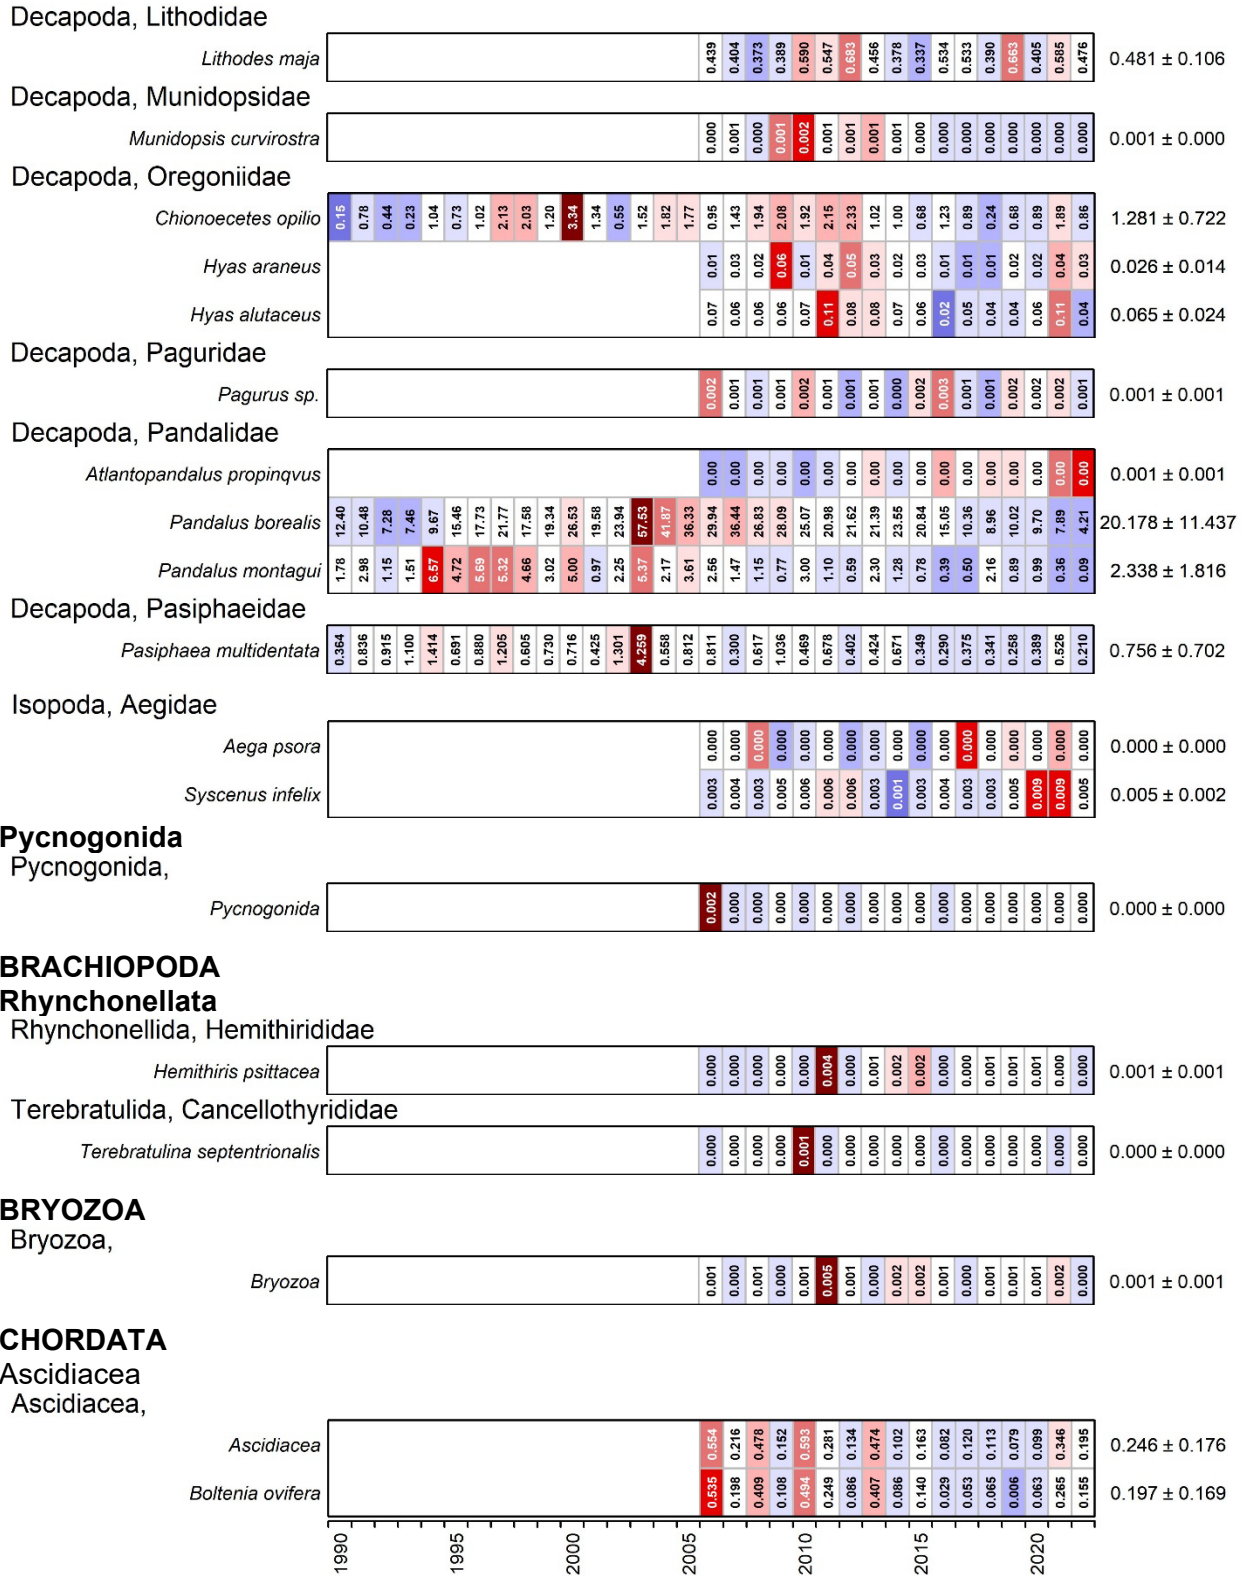 Decapoda, Lithodidae
Lithodes maja 0.439 0.404 0.373 0.389 0.590 0.547 0.683 0.456 0.378 0.337 0.534 0.533 0.390 0.663 0.405 0.585 0.476 0.481 ± 0.106
Decapoda, Munidopsidae
Munidopsis curvirostra 0.000 0.001 0.000 0.001 0.002 0.001 0.001 0.001 0.001 0.000 0.000 0.000 0.000 0.000 0.000 0.000 0.000 0.001 ± 0.000
Decapoda, Oregoniidae
Chionoecetes opilio 0.15 0.78 0.44 0.23 1.04 0.73 1.02 2.13 2.03 1.20 3.34 1.34 0.55 1.52 1.82 1.77 0.95 1.43 1.94 2.08 1.92 2.15 2.33 1.02 1.00 0.68 1.23 0.89 0.24 0.68 0.89 1.89 0.86 1.281 ± 0.722
Hyas araneus 0.01 0.03 0.02 0.06 0.01 0.04 0.05 0.03 0.02 0.03 0.01 0.01 0.01 0.02 0.02 0.04 0.03 0.026 ± 0.014
Hyas alutaceus 0.07 0.06 0.06 0.06 0.07 0.11 0.08 0.08 0.07 0.06 0.02 0.05 0.04 0.04 0.06 0.11 0.04 0.065 ± 0.024
Decapoda, Paguridae
Pagurus sp. 0.002 0.001 0.001 0.001 0.002 0.001 0.001 0.001 0.000 0.002 0.003 0.001 0.001 0.002 0.002 0.002 0.001 0.001 ± 0.001
Decapoda, Pandalidae
Atlantopandalus propinqvus 0.00 0.00 0.00 0.00 0.00 0.00 0.00 0.00 0.00 0.00 0.00 0.00 0.00 0.00 0.00 0.00 0.00 0.001 ± 0.001
Pandalus borealis 12.40 10.48 7.28 7.46 9.67 15.46 17.73 21.77 17.58 19.34 26.53 19.58 23.94 57.53 41.87 36.33 29.94 36.44 26.83 28.09 25.07 20.98 21.62 21.39 23.55 20.84 15.05 10.36 8.96 10.02 9.70 7.89 4.21 20.178 ± 11.437
Pandalus montagui 1.78 2.98 1.15 1.51 6.57 4.72 5.69 5.32 4.66 3.02 5.00 0.97 2.25 5.37 2.17 3.61 2.56 1.47 1.15 0.77 3.00 1.10 0.59 2.30 1.28 0.78 0.39 0.50 2.16 0.89 0.99 0.36 0.09 2.338 ± 1.816
Decapoda, Pasiphaeidae
Pasiphaea multidentata 0.364 0.836 0.915 1.100 1.414 0.691 0.880 1.205 0.605 0.730 0.716 0.425 1.301 4.259 0.558 0.812 0.811 0.300 0.617 1.036 0.469 0.678 0.402 0.424 0.671 0.349 0.290 0.375 0.341 0.258 0.389 0.526 0.210 0.756 ± 0.702
Isopoda, Aegidae
Aega psora 0.000 0.000 0.000 0.000 0.000 0.000 0.000 0.000 0.000 0.000 0.000 0.000 0.000 0.000 0.000 0.000 0.000 0.000 ± 0.000
Syscenus infelix 0.003 0.004 0.003 0.005 0.006 0.006 0.006 0.003 0.001 0.003 0.004 0.003 0.003 0.005 0.009 0.009 0.005 0.005 ± 0.002
Pycnogonida
Pycnogonida,
Pycnogonida 0.002 0.000 0.000 0.000 0.000 0.000 0.000 0.000 0.000 0.000 0.000 0.000 0.000 0.000 0.000 0.000 0.000 0.000 ± 0.000
BRACHIOPODA
Rhynchonellata
Rhynchonellida, Hemithirididae
Hemithiris psittacea 0.000 0.000 0.000 0.000 0.000 0.004 0.000 0.001 0.002 0.002 0.000 0.000 0.001 0.001 0.001 0.000 0.000 0.001 ± 0.001
Terebratulida, Cancellothyrididae
Terebratulina septentrionalis 0.000 0.000 0.000 0.000 0.001 0.000 0.000 0.000 0.000 0.000 0.000 0.000 0.000 0.000 0.000 0.000 0.000 0.000 ± 0.000
BRYOZOA
Bryozoa,
Bryozoa 0.001 0.000 0.001 0.000 0.001 0.005 0.001 0.000 0.002 0.002 0.001 0.000 0.001 0.001 0.001 0.002 0.000 0.001 ± 0.001
CHORDATA
Ascidiacea
Ascidiacea,
Ascidiacea 0.554 0.216 0.478 0.152 0.593 0.281 0.134 0.474 0.102 0.163 0.082 0.120 0.113 0.079 0.099 0.346 0.195 0.246 ± 0.176
Boltenia ovifera 0.535 0.198 0.409 0.108 0.494 0.249 0.086 0.407 0.086 0.140 0.029 0.053 0.065 0.006 0.063 0.265 0.155 0.197 ± 0.169
1990 1995 2000 2005 2010 2015 2020